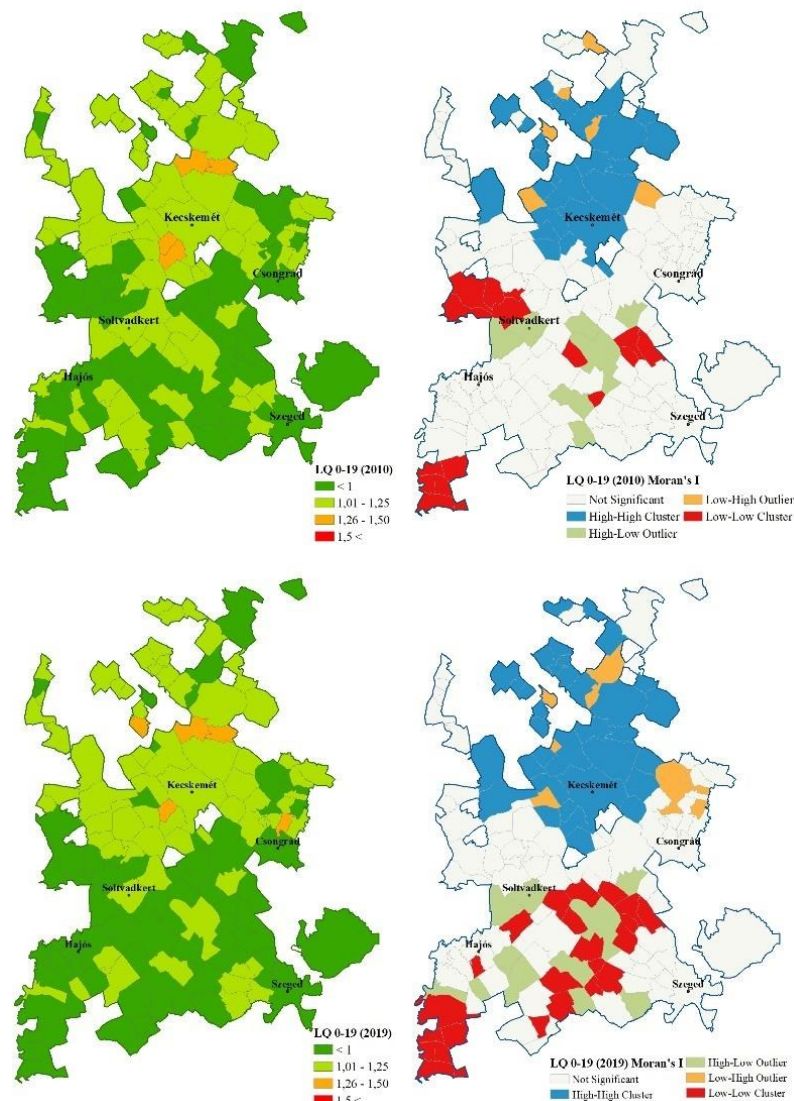 Kecskemét
Csongrád
Soltvadkert
Hajós
Szeged
LQ 0-19 (2010)
< 1
1,01 - 1,25
1,26 - 1,50
1,5 <
Kecskemét
Csongrád
Soltvadkert
Hajós
Szeged
LQ 0-19 (2010) Moran's I
Not Significant
High-High Cluster
High-Low Outlier
Low-High Outlier
Low-Low Cluster
Kecskemét
Csongrád
Soltvadkert
Hajós
Szeged
LQ 0-19 (2019)
< 1
1,01 - 1,25
1,26 - 1,50
1,5 <
Kecskemét
Csongrád
Soltvadkert
Hajós
Szeged
LQ 0-19 (2019) Moran's I
Not Significant
High-High Cluster
High-Low Outlier
Low-High Outlier
Low-Low Cluster